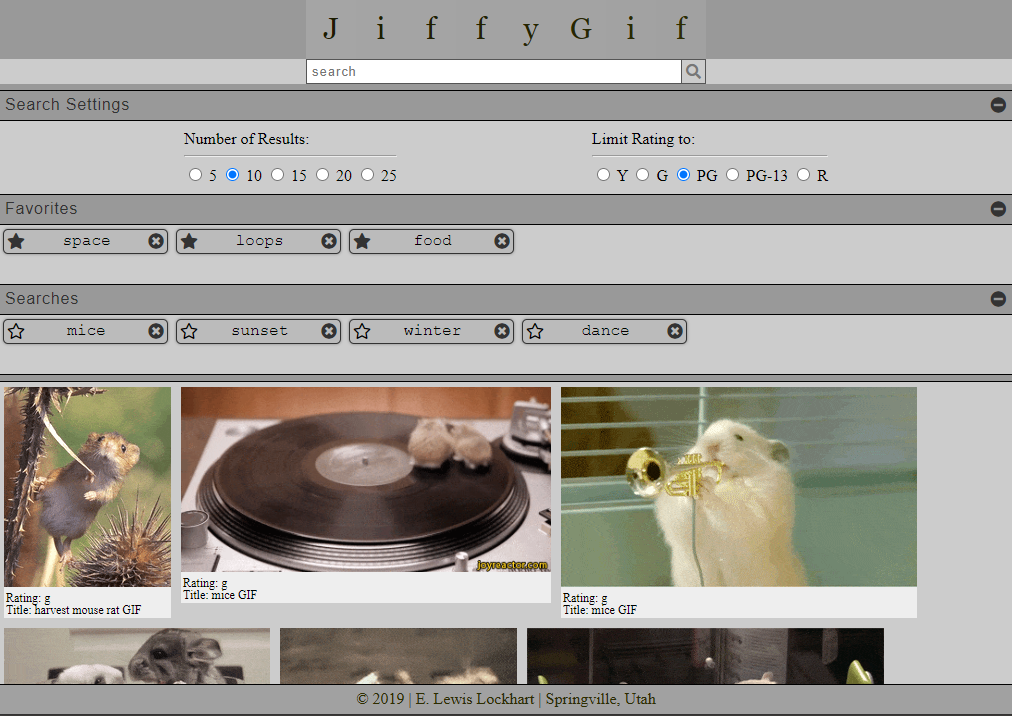 JiffyGif
search
Search Settings
Number of Results:
Limit Rating to:
5 10 15 20 25
Y G PG PG-13 R
Favorites
space loops food
Searches
mice sunset winter dance
joyreactor.com
Rating: g
Title: harvest mouse rat GIF
Rating: g
Title: mice GIF
Rating: g
Title: mice GIF
© 2019 | E. Lewis Lockhart | Springville, Utah